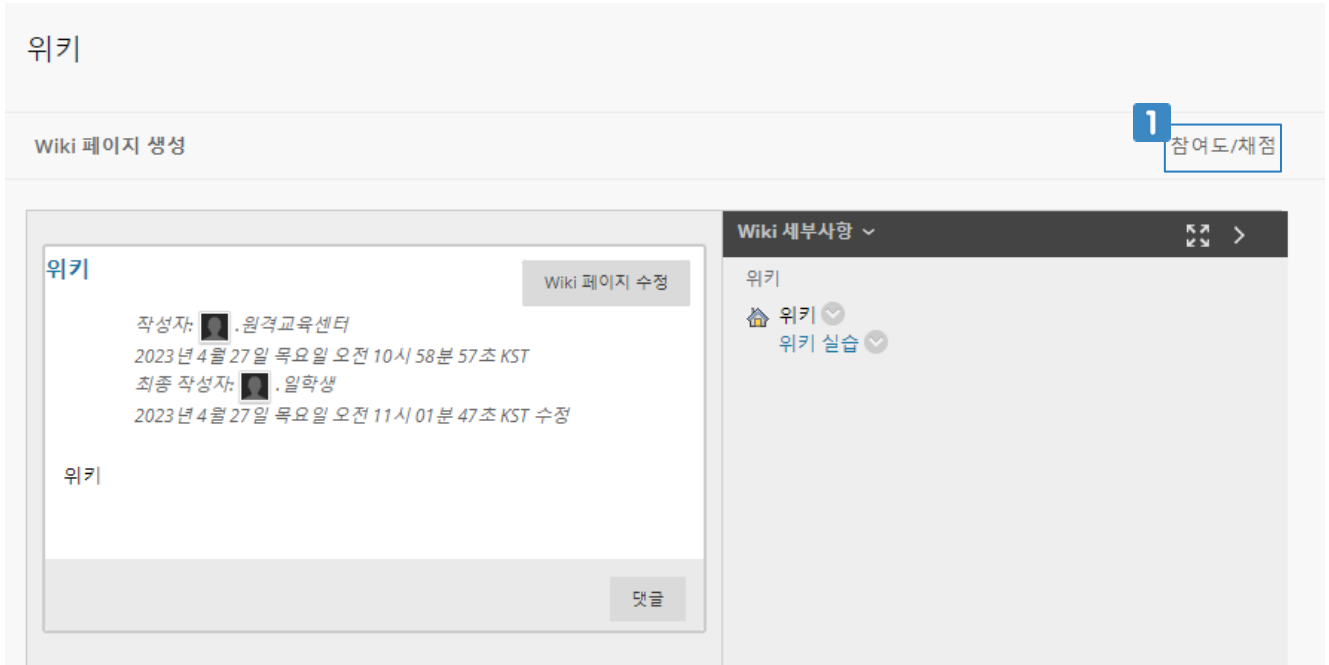 위키
Wiki 페이지 생성
1
참여도/채점
위키
Wiki 페이지 수정
작성자: .원격교육센터
2023년 4월 27일 목요일 오전 10시 58분 57초 KST
최종 작성자: .일학생
2023년 4월 27일 목요일 오전 11시 01분 47초 KST 수정
위키
댓글
Wiki 세부사항
위키
위키
위키 실습